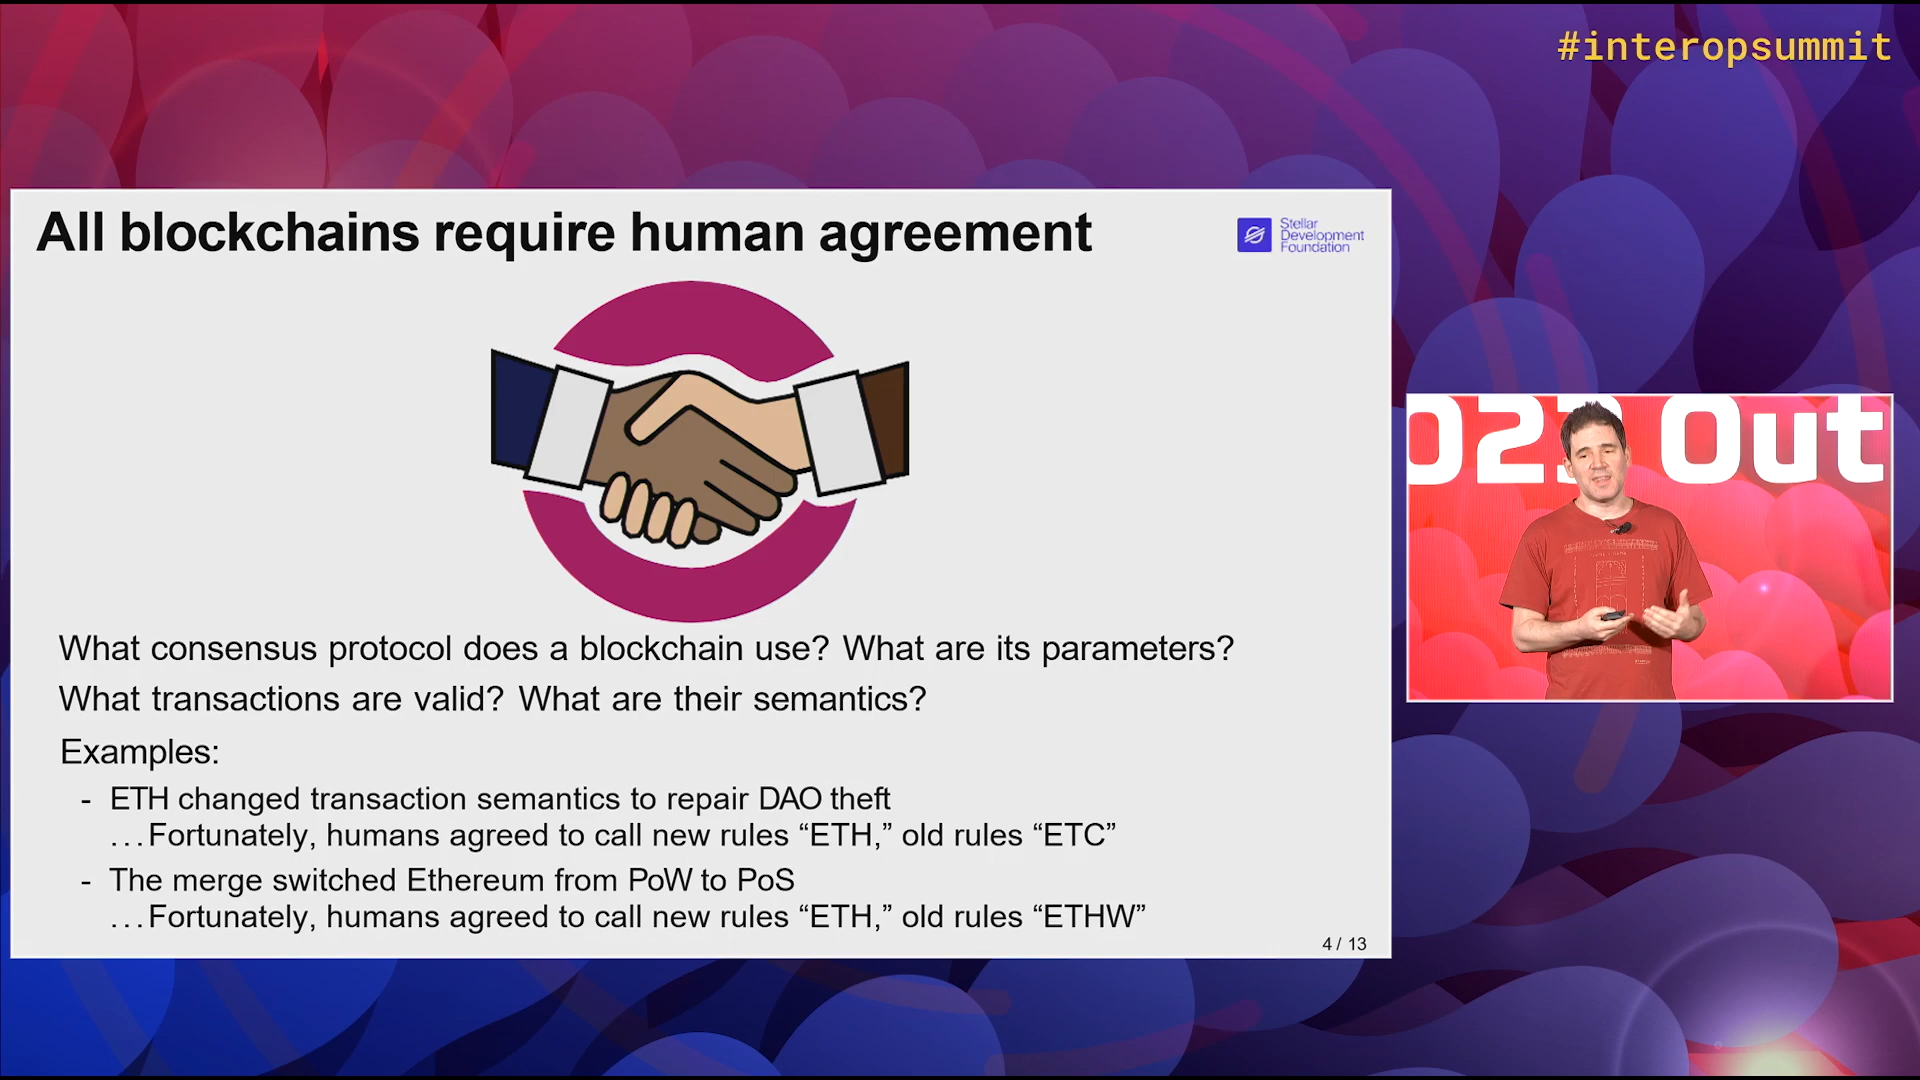 #interopsummit
All blockchains require human agreement
Stellar
Development
Foundation
What consensus protocol does a blockchain use? What are its parameters?
What transactions are valid? What are their semantics?
Examples:
- ETH changed transaction semantics to repair DAO theft
...Fortunately, humans agreed to call new rules “ETH,” old rules “ETC”
- The merge switched Ethereum from PoW to PoS
...Fortunately, humans agreed to call new rules “ETH,” old rules “ETHW”
4 / 13
023 Out